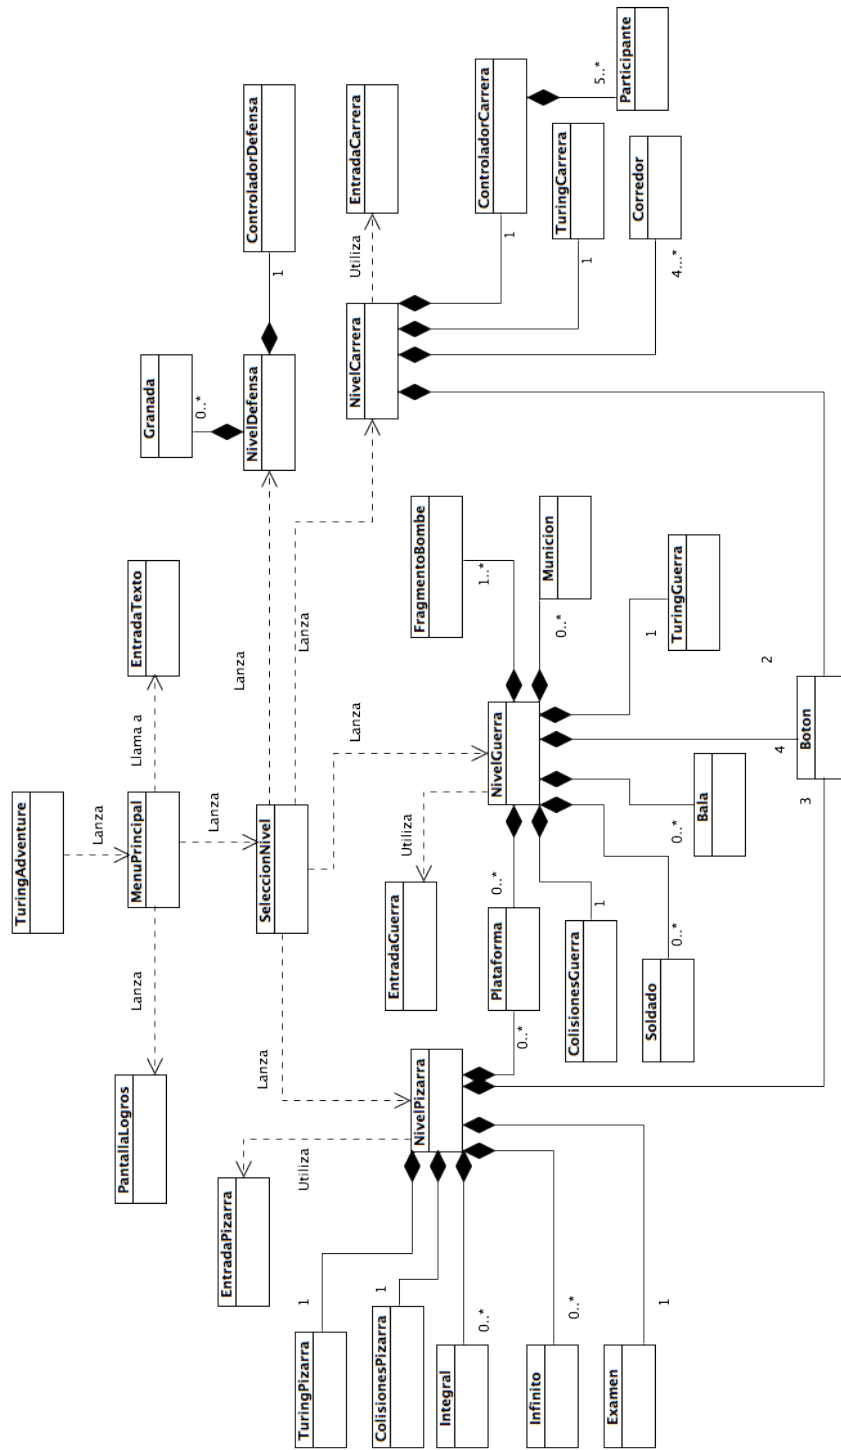 TuringAdventure
Lanza
PantallaLogros
Lanza
MenuPrincipal
Llama a
EntradaTexto
Granada
0..*
Lanza
EntradaPizarra
Lanza
SeleccionNivel
Lanza
NivelDefensa
1
ControladorDefensa
TuringPizarra
1
Utiliza
Lanza
Lanza
NivelCarrera
Utiliza
EntradaCarrera
ColisionesPizarra
1
EntradaGuerra
Utiliza
NivelPizarra
FragmentoBombe
Integral
0..*
1..*
ControladorCarrera
Plataforma
0..*
NivelGuerra
1
0..*
Infinito
Municion
0..*
TuringCarrera
0..*
ColisionesGuerra
1
1
5..*
Examen
Participante
Corredor
Soldado
1
1
0..*
0..*
TuringGuerra
4...*
Bala
2
4
3
Boton